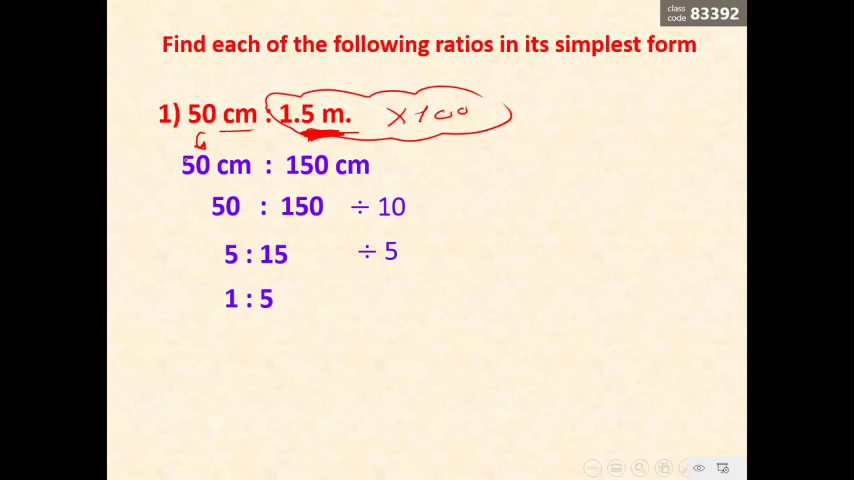 class code 83392
Find each of the following ratios in its simplest form
1) 50 cm : 1.5 m. ×100
50 cm : 150 cm
50 : 150 ÷ 10
5 : 15 ÷ 5
1 : 5